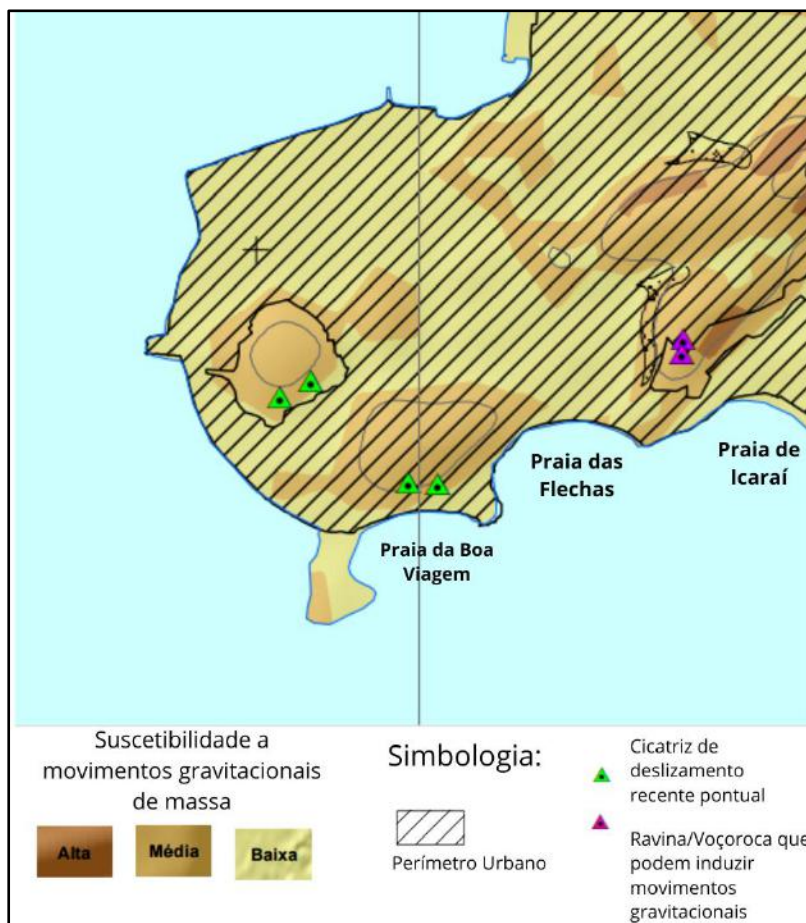 Praia das
Flechas
Praia de
Icaraí
Praia da Boa
Viagem
Suscetibilidade a
movimentos gravitacionais
de massa
Alta
Média
Baixa
Simbologia:
Perímetro Urbano
Cicatriz de
deslizamento
recente pontual
Ravina/Voçoroca que
podem induzir
movimentos
gravitacionais